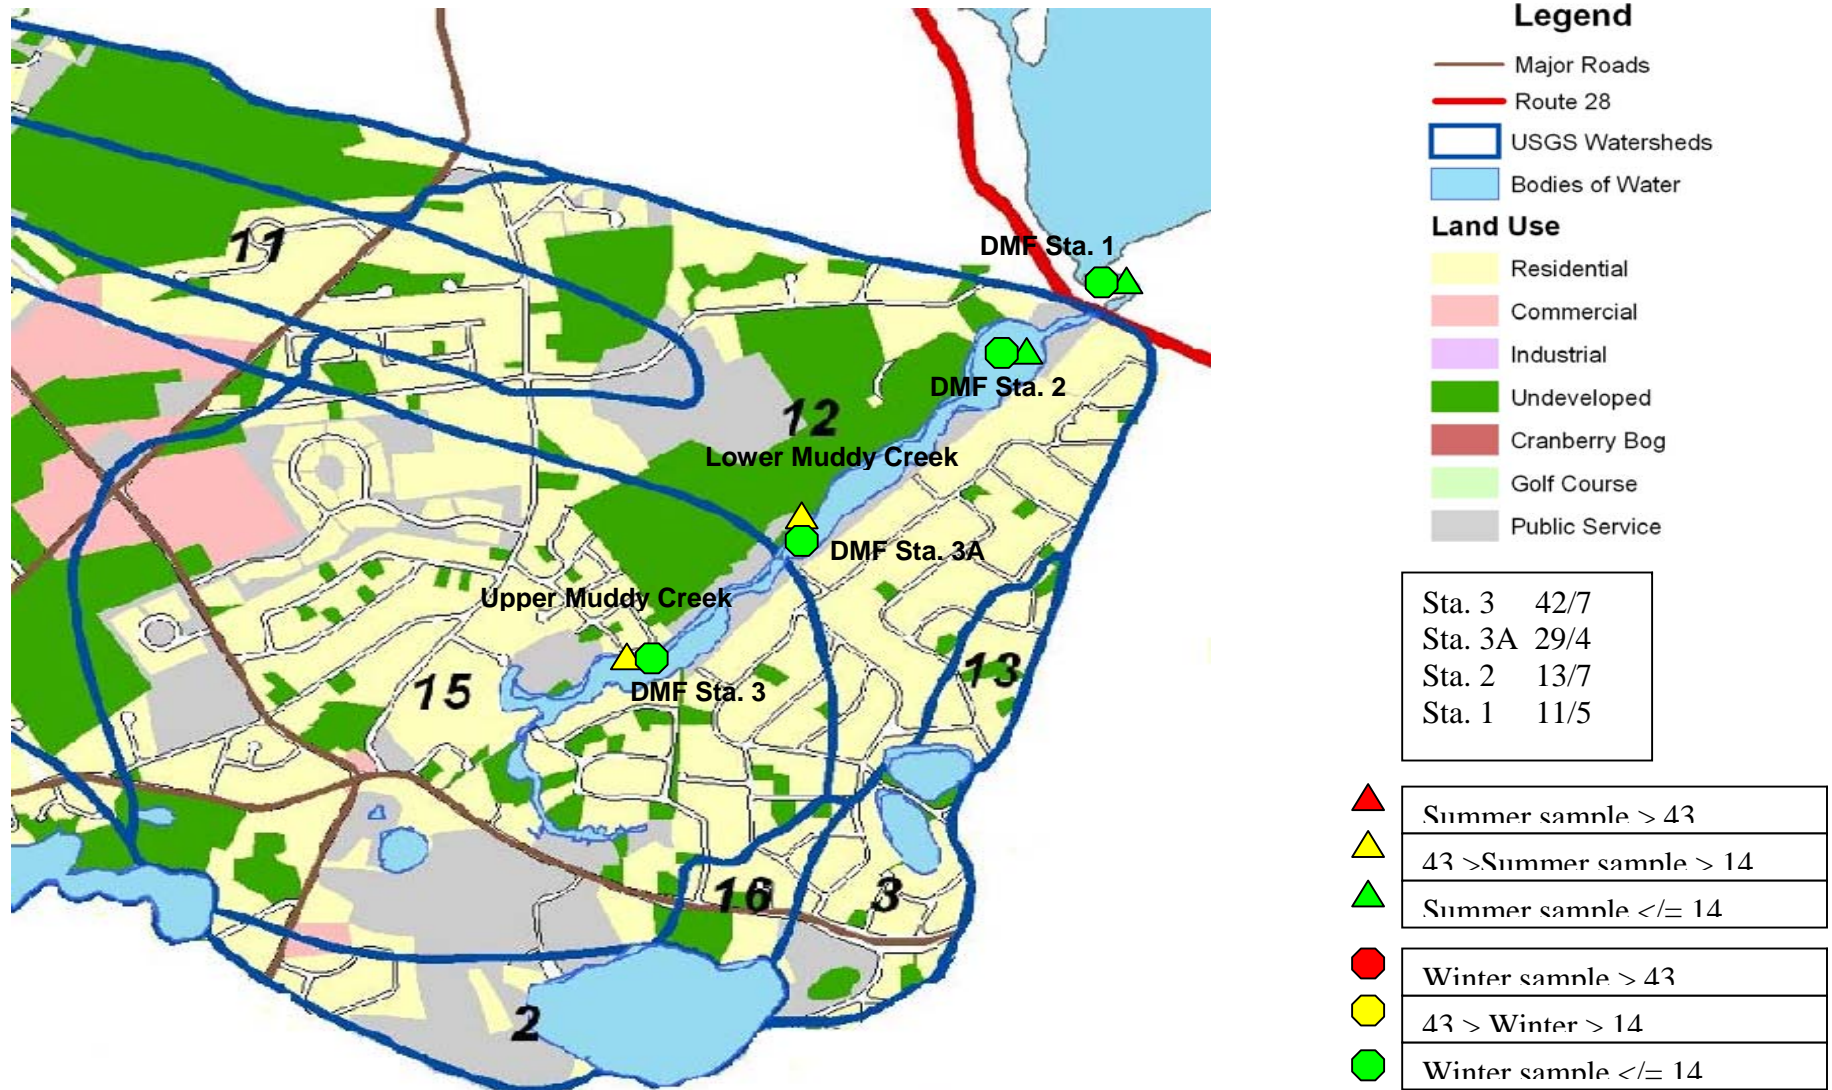 Legend
Major Roads
Route 28
USGS Watersheds
Bodies of Water
Land Use
Residential
Commercial
Industrial
Undeveloped
Cranberry Bog
Golf Course
Public Service
11
DMF Sta. 1
DMF Sta. 2
12
Lower Muddy Creek
DMF Sta. 3A
Upper Muddy Creek
13
15
DMF Sta. 3
16
3
2
Sta. 3 42/7
Sta. 3A 29/4
Sta. 2 13/7
Sta. 1 11/5
Summer sample > 43
43 >Summer sample > 14
Summer sample </= 14
Winter sample > 43
43 > Winter > 14
Winter sample </= 14